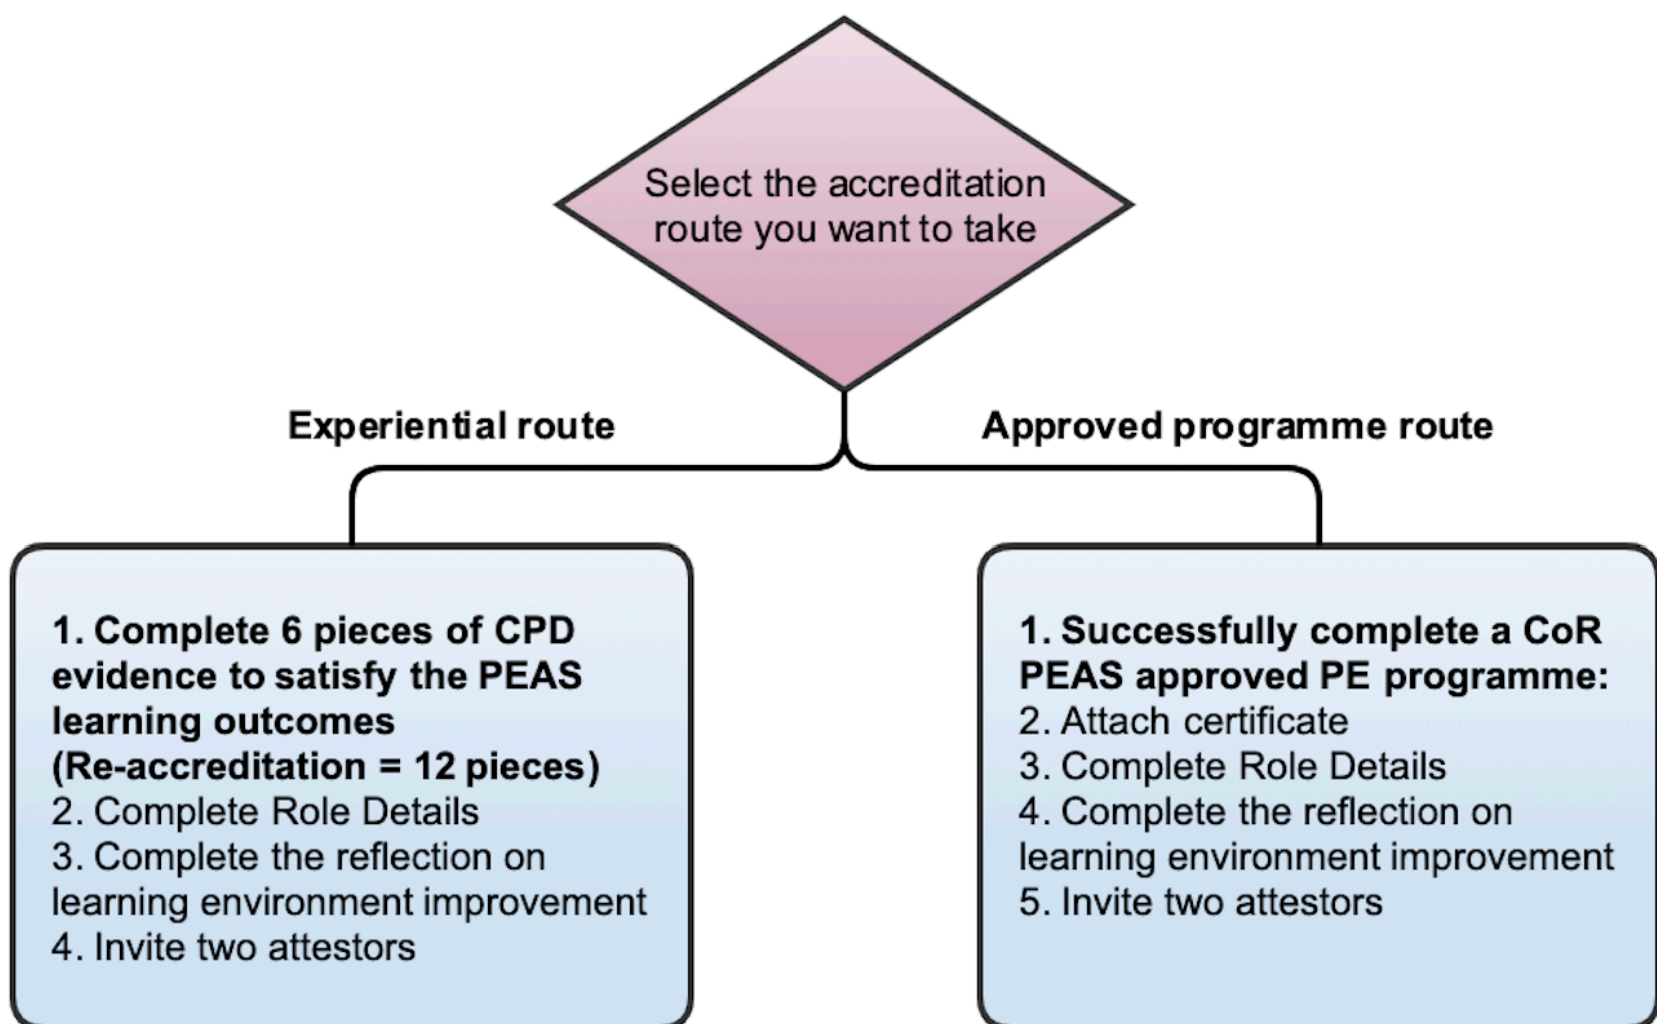 Select the accreditation
route you want to take
Experiential route
Approved programme route
1. Complete 6 pieces of CPD
evidence to satisfy the PEAS
learning outcomes
(Re-accreditation = 12 pieces)
2. Complete Role Details
3. Complete the reflection on
learning environment improvement
4. Invite two attestors
1. Successfully complete a CoR
PEAS approved PE programme:
2. Attach certificate
3. Complete Role Details
4. Complete the reflection on
learning environment improvement
5. Invite two attestors